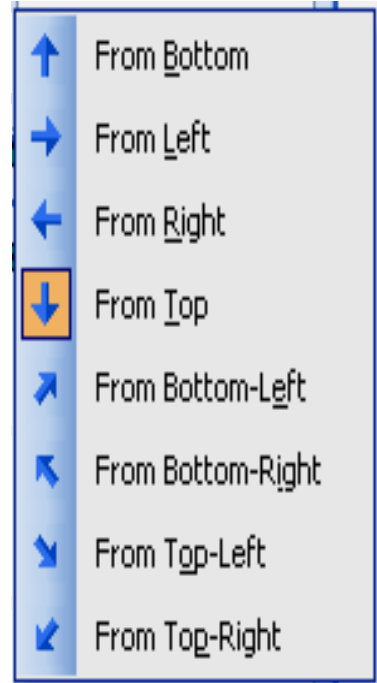 From Bottom
From Left
From Right
From Top
From Bottom-Left
From Bottom-Right
From Top-Left
From Top-Right